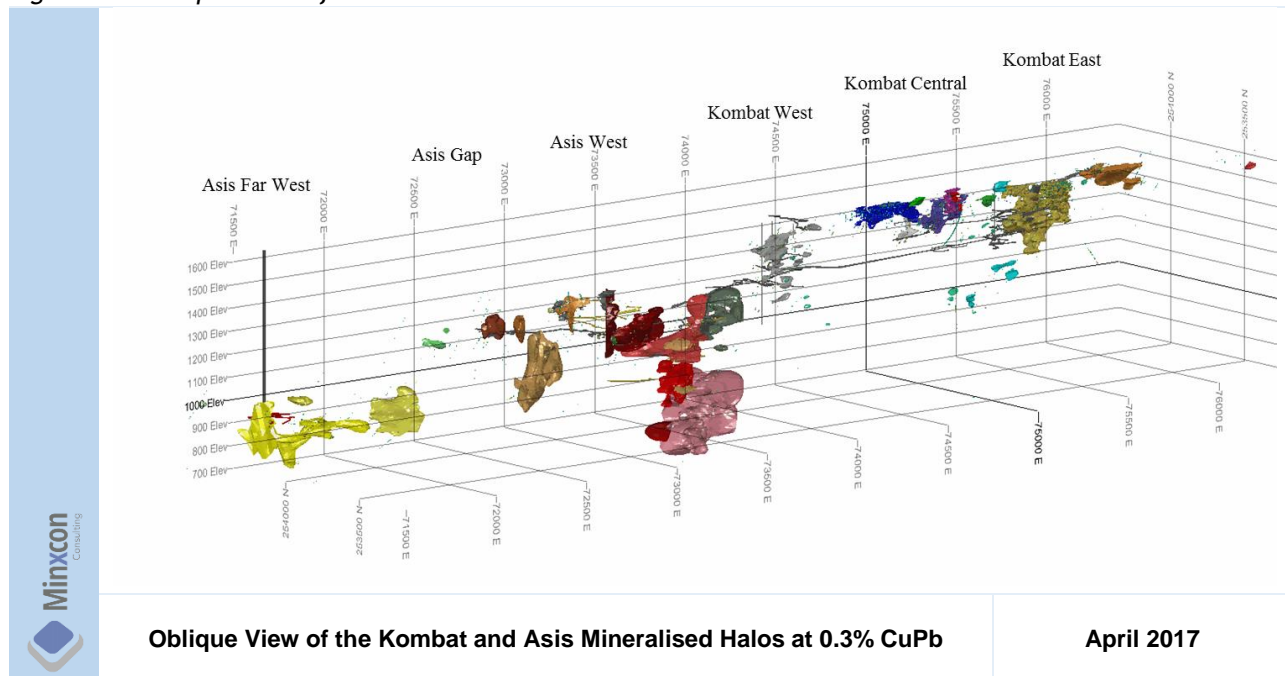 Kombat East
Kombat Central
Kombat West
Asis West
Asis Gap
Asis Far West
71500 E
72000 E
72500 E
73000 E
73500 E
74000 E
74500 E
75000 E
75500 E
76000 E
1600 Elev
1500 Elev
1400 Elev
1300 Elev
1200 Elev
1100 Elev
1000 Elev
900 Elev
800 Elev
700 Elev
71500 E
72000 E
72500 E
73000 E
73500 E
74000 E
74500 E
75000 E
75500 E
76000 E
Minxcon
Consulting
Oblique View of the Kombat and Asis Mineralised Halos at 0.3% CuPb
April 2017